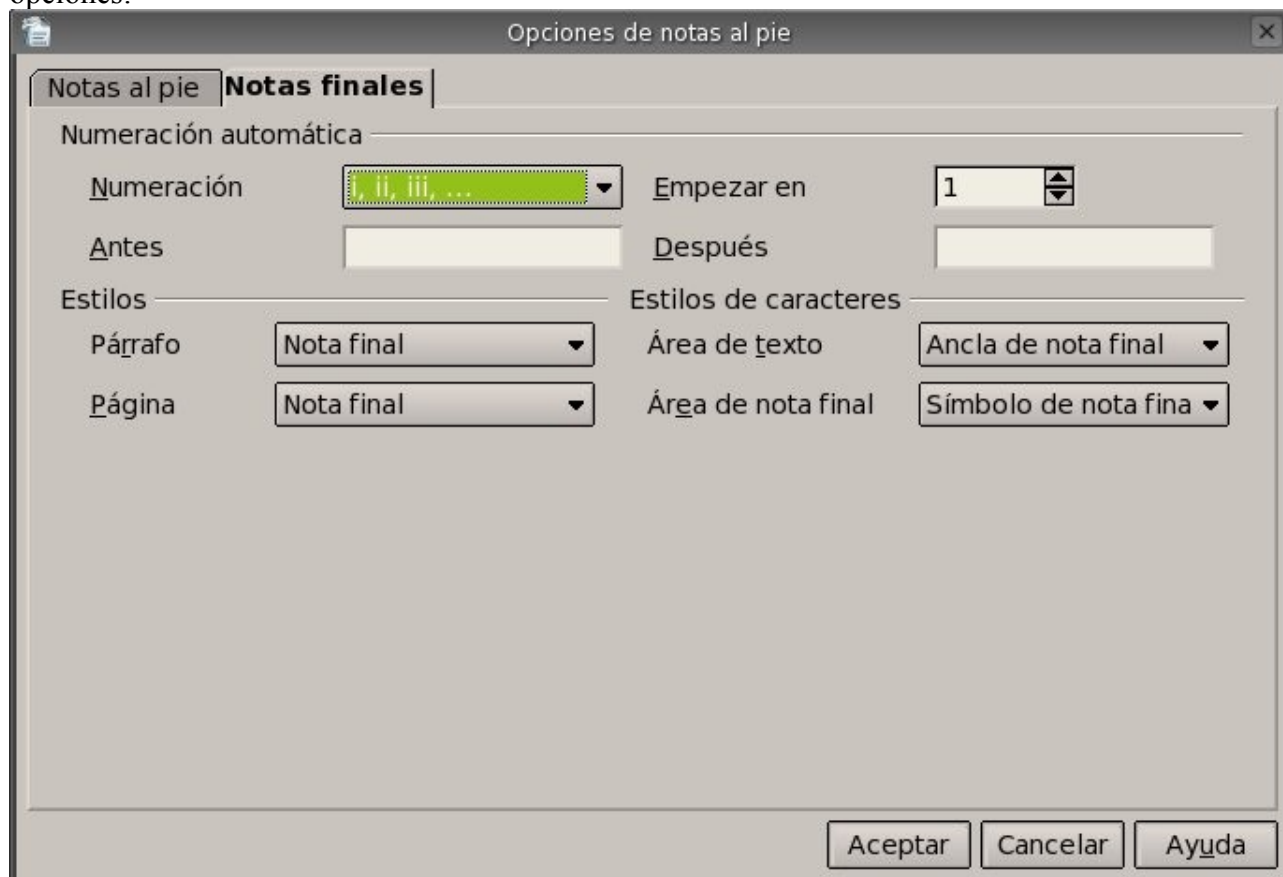 opciones:
Opciones de notas al pie
Notas al pie Notas finales
Numeración automática
Numeración i, ii, iii, ... Empezar en 1
Antes Después
Estilos Estilos de caracteres
Párrafo Nota final Área de texto Ancla de nota final
Página Nota final Área de nota final Símbolo de nota fina
Aceptar Cancelar Ayuda